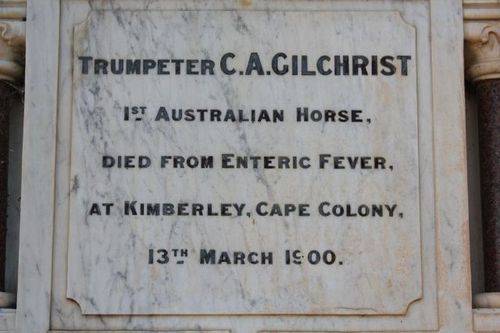 TRUMPETER C.A. GILCHRIST
1ST AUSTRALIAN HORSE,
DIED FROM ENTERIC FEVER,
AT KIMBERLEY, CAPE COLONY,
13TH MARCH 1900.